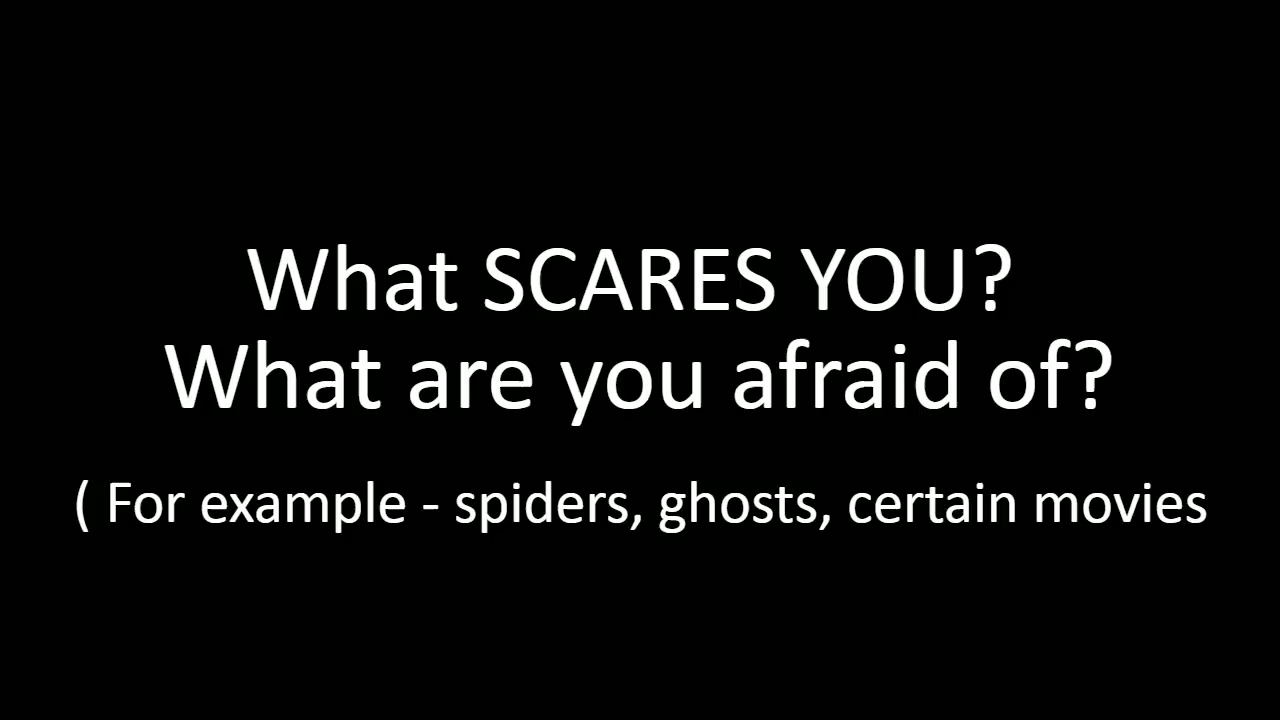 What SCARES YOU?
What are you afraid of?
( For example - spiders, ghosts, certain movies